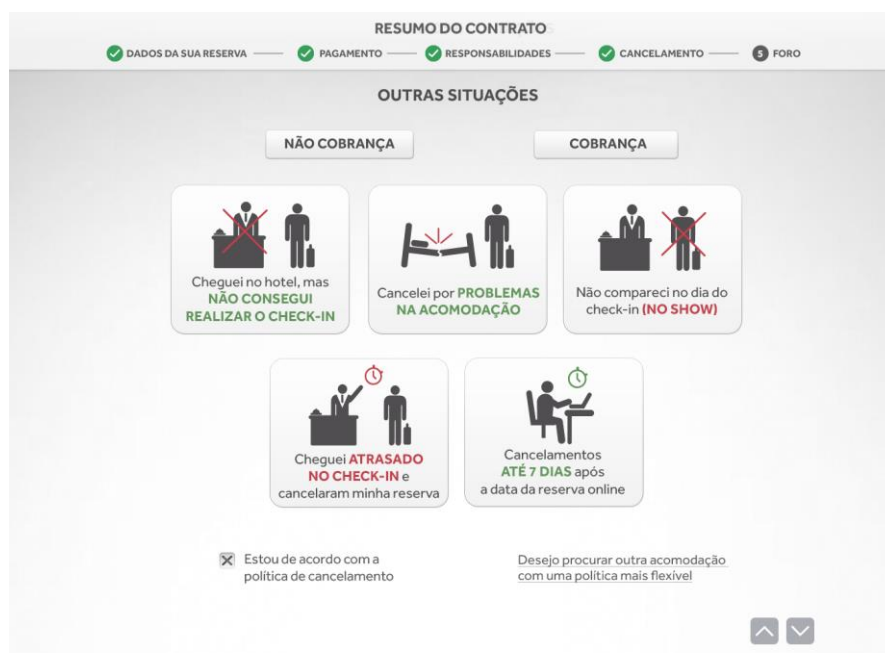 RESUMO DO CONTRATO
DADOS DA SUA RESERVA
PAGAMENTO
RESPONSABILIDADES
CANCELAMENTO
5 FORO
OUTRAS SITUAÇÕES
NÃO COBRANÇA
COBRANÇA
Cheguei no hotel, mas
NÃO CONSEGUI
REALIZAR O CHECK-IN
Cancelei por PROBLEMAS
NA ACOMODAÇÃO
Não compareci no dia do
check-in (NO SHOW)
Cheguei ATRASADO
NO CHECK-IN e
cancelaram minha reserva
Cancelamentos
ATÉ 7 DIAS após
a data da reserva online
Estou de acordo com a
política de cancelamento
Desejo procurar outra acomodação
com uma política mais flexível